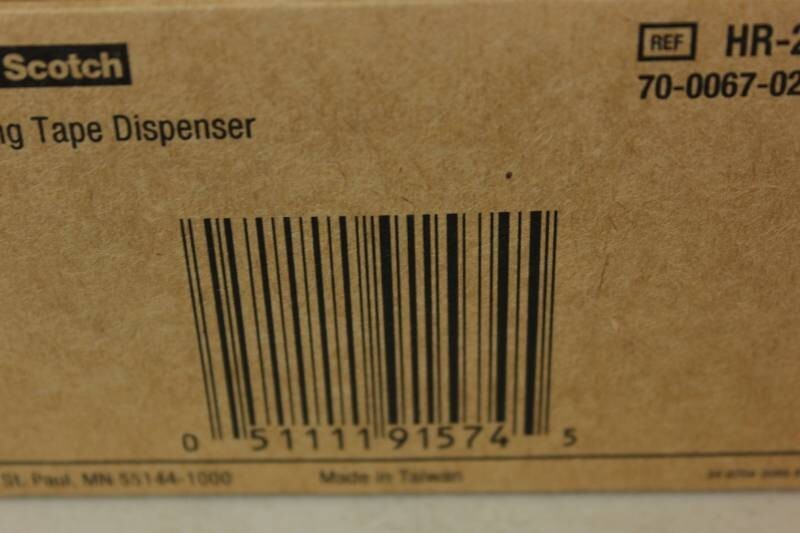 Scotch
REF HR-2
70-0067-02
ng Tape Dispenser
0 51111 91574 5
St. Paul, MN 55144-1000
Made in Taiwan